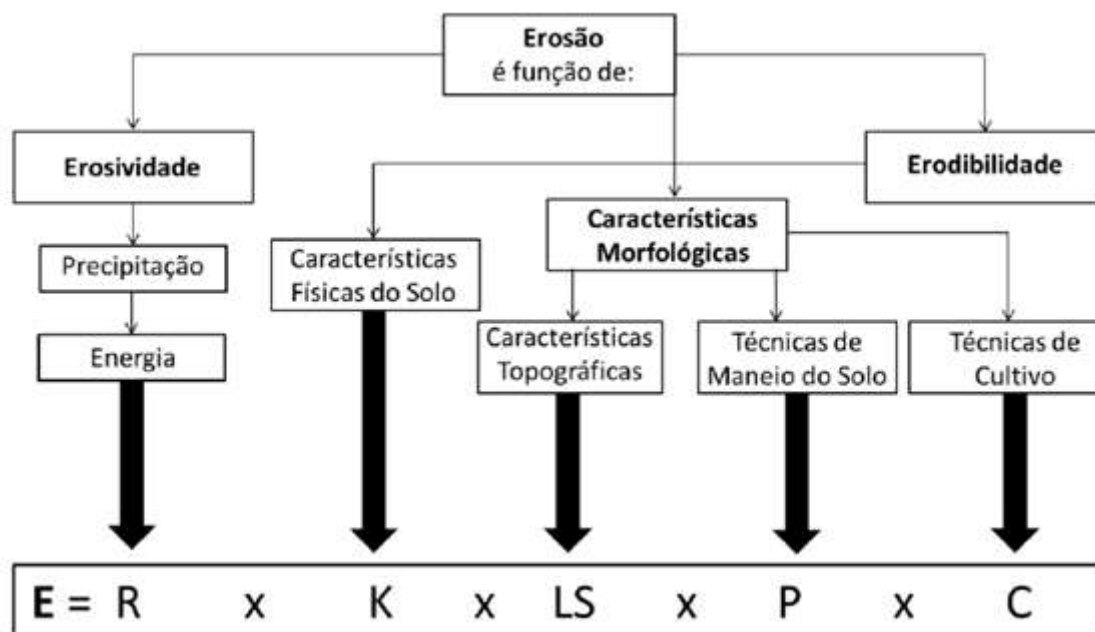 Erosão
é função de:
Erosividade
Erodibilidade
Características
Morfológicas
Precipitação
Características
Físicas do Solo
Energia
Características
Topográficas
Técnicas de
Maneio do Solo
Técnicas de
Cultivo
E = R x K x LS x P x C